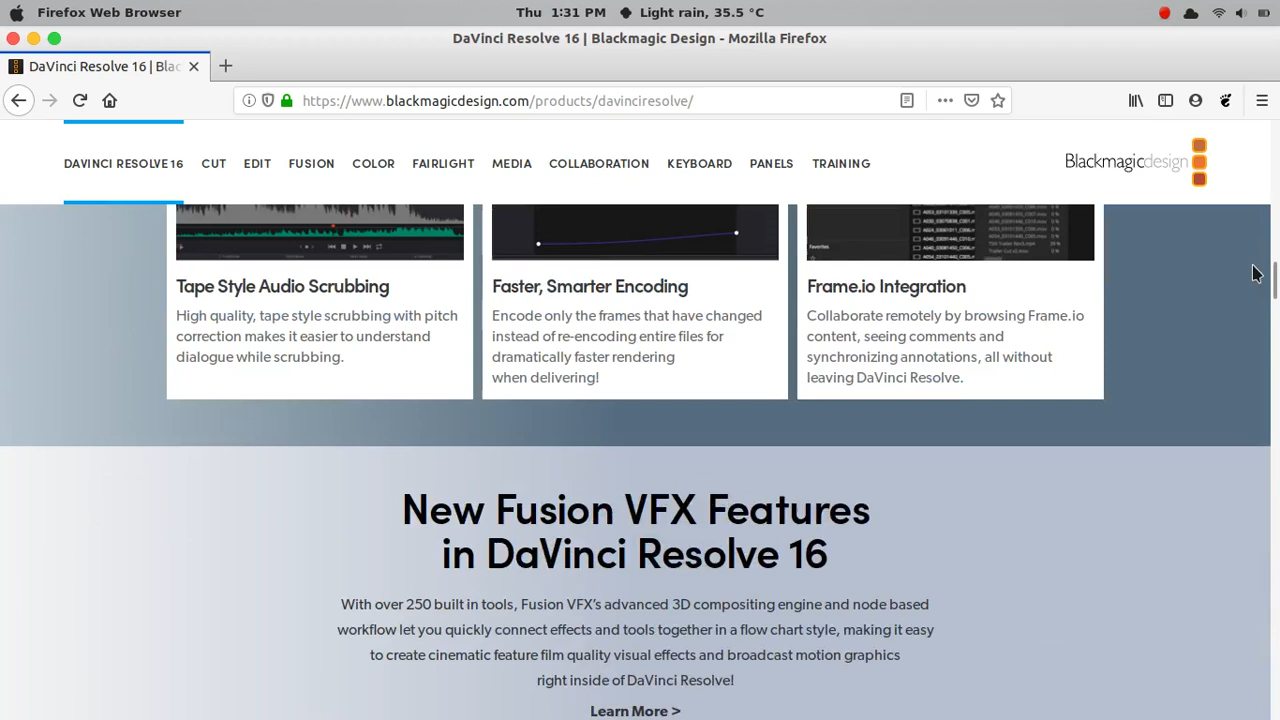 Firefox Web Browser
Thu 1:31 PM Light rain, 35.5 °C
DaVinci Resolve 16 | Blackmagic Design - Mozilla Firefox
DaVinci Resolve 16 | Blac
https://www.blackmagicdesign.com/products/davinciresolve/
DAVINCI RESOLVE 16 CUT EDIT FUSION COLOR FAIRLIGHT MEDIA COLLABORATION KEYBOARD PANELS TRAINING
Blackmagicdesign
Favorites
Tape Style Audio Scrubbing
High quality, tape style scrubbing with pitch
correction makes it easier to understand
dialogue while scrubbing.
Faster, Smarter Encoding
Encode only the frames that have changed
instead of re-encoding entire files for
dramatically faster rendering
when delivering!
Frame.io Integration
Collaborate remotely by browsing Frame.io
content, seeing comments and
synchronizing annotations, all without
leaving DaVinci Resolve.
New Fusion VFX Features
in DaVinci Resolve 16
With over 250 built in tools, Fusion VFX's advanced 3D compositing engine and node based
workflow let you quickly connect effects and tools together in a flow chart style, making it easy
to create cinematic feature film quality visual effects and broadcast motion graphics
right inside of DaVinci Resolve!
Learn More >